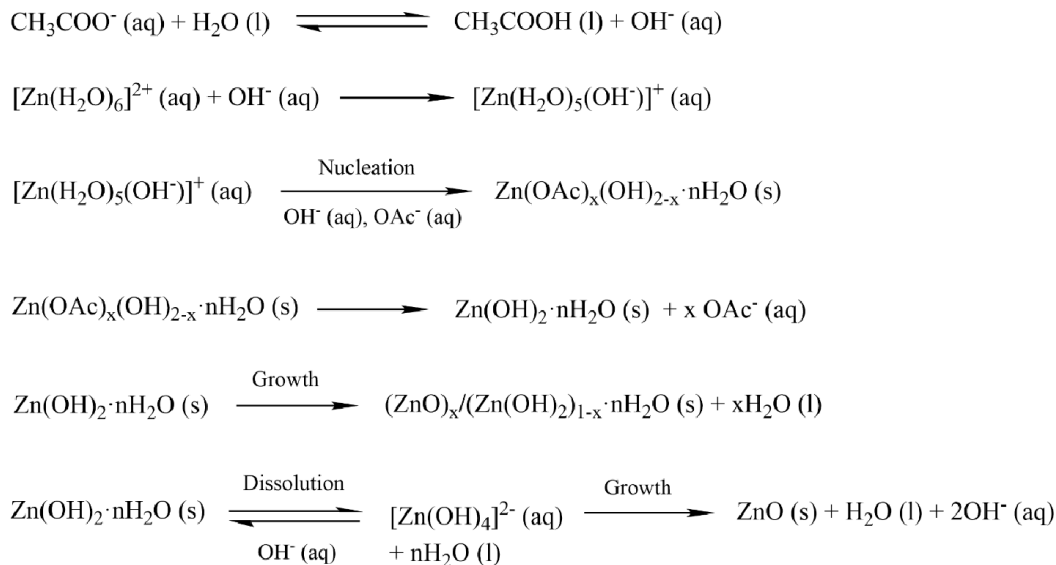 CH₃COO⁻ (aq) + H₂O (l) ⇌ CH₃COOH (l) + OH⁻ (aq)
[Zn(H₂O)₆]²⁺ (aq) + OH⁻ (aq) ⟶ [Zn(H₂O)₅(OH⁻)]⁺ (aq)
Nucleation
[Zn(H₂O)₅(OH⁻)]⁺ (aq) ⟶ Zn(OAc)ₓ(OH)₂₋ₓ·nH₂O (s)
OH⁻ (aq), OAc⁻ (aq)
Zn(OAc)ₓ(OH)₂₋ₓ·nH₂O (s) ⟶ Zn(OH)₂·nH₂O (s) + x OAc⁻ (aq)
Growth
Zn(OH)₂·nH₂O (s) ⟶ (ZnO)ₓ/(Zn(OH)₂)₁₋ₓ·nH₂O (s) + xH₂O (l)
Dissolution Growth
Zn(OH)₂·nH₂O (s) ⇌ [Zn(OH)₄]²⁻ (aq) ⟶ ZnO (s) + H₂O (l) + 2OH⁻ (aq)
OH⁻ (aq) + nH₂O (l)